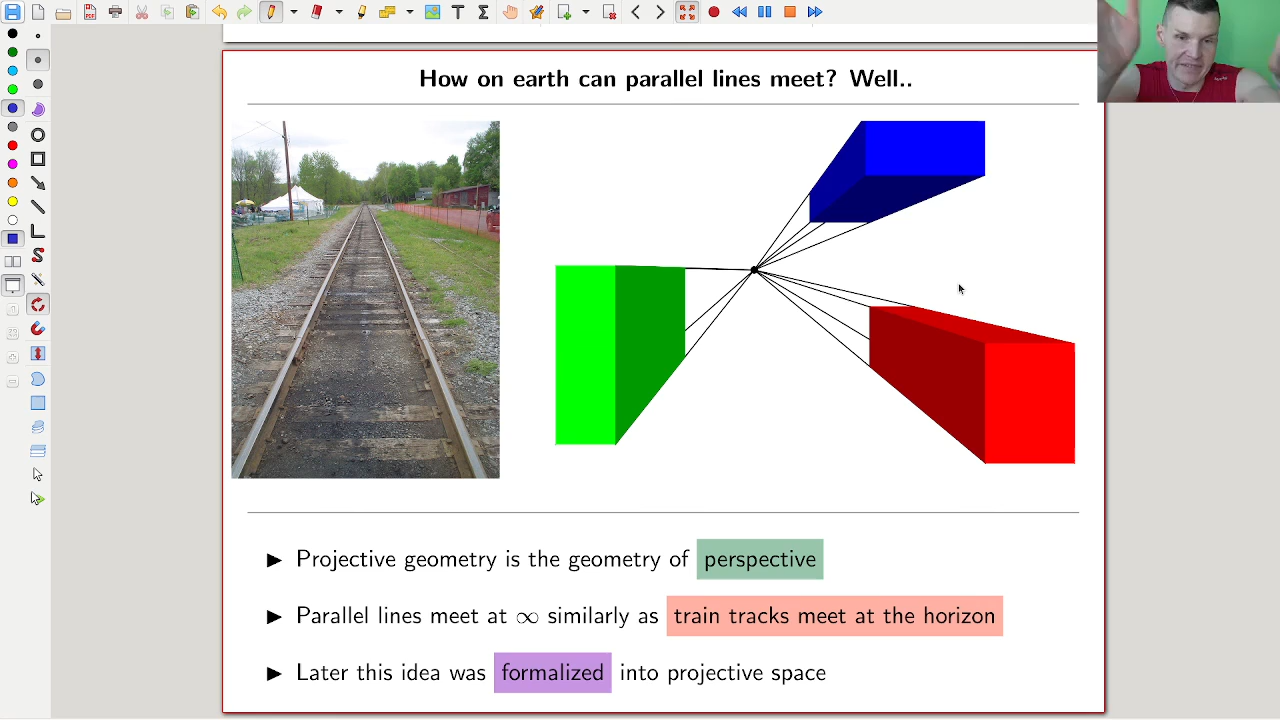 How on earth can parallel lines meet? Well..
▶ Projective geometry is the geometry of perspective
▶ Parallel lines meet at ∞ similarly as train tracks meet at the horizon
▶ Later this idea was formalized into projective space